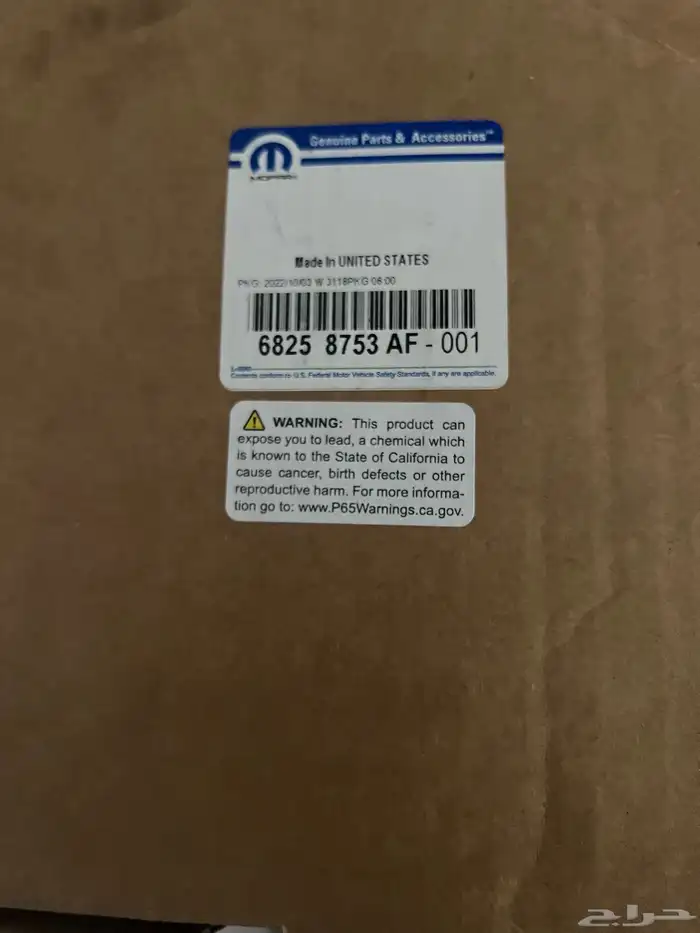 Genuine Parts & Accessories™
MOPAR
Made In UNITED STATES
PKG: 2022/10/03 W 3118PKG 06:00
6825 8753 AF - 001
Contents conform to U.S. Federal Motor Vehicle Safety Standards, if any are applicable.
WARNING: This product can
expose you to lead, a chemical which
is known to the State of California to
cause cancer, birth defects or other
reproductive harm. For more informa-
tion go to: www.P65Warnings.ca.gov.
حراج